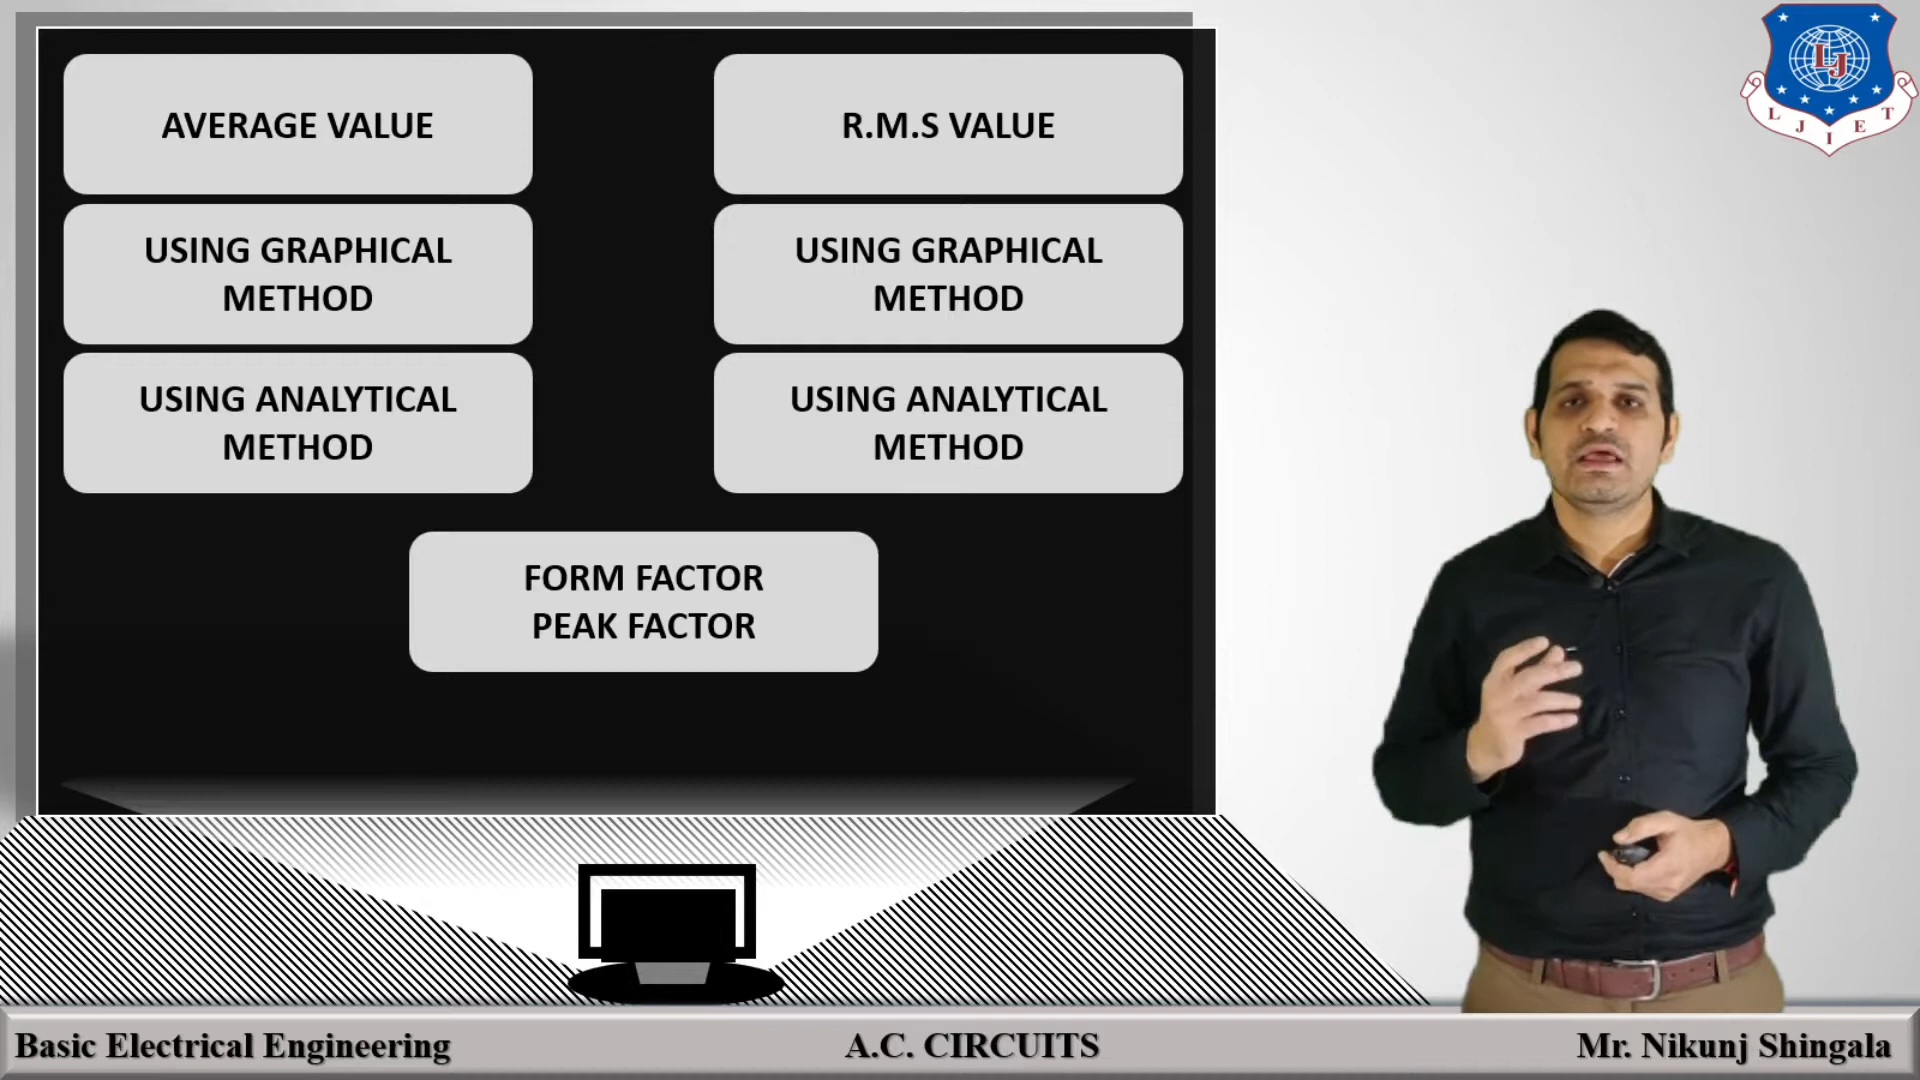 AVERAGE VALUE
R.M.S VALUE
USING GRAPHICAL
METHOD
USING GRAPHICAL
METHOD
USING ANALYTICAL
METHOD
USING ANALYTICAL
METHOD
FORM FACTOR
PEAK FACTOR
LJ
L J I E T
Basic Electrical Engineering
A.C. CIRCUITS
Mr. Nikunj Shingala